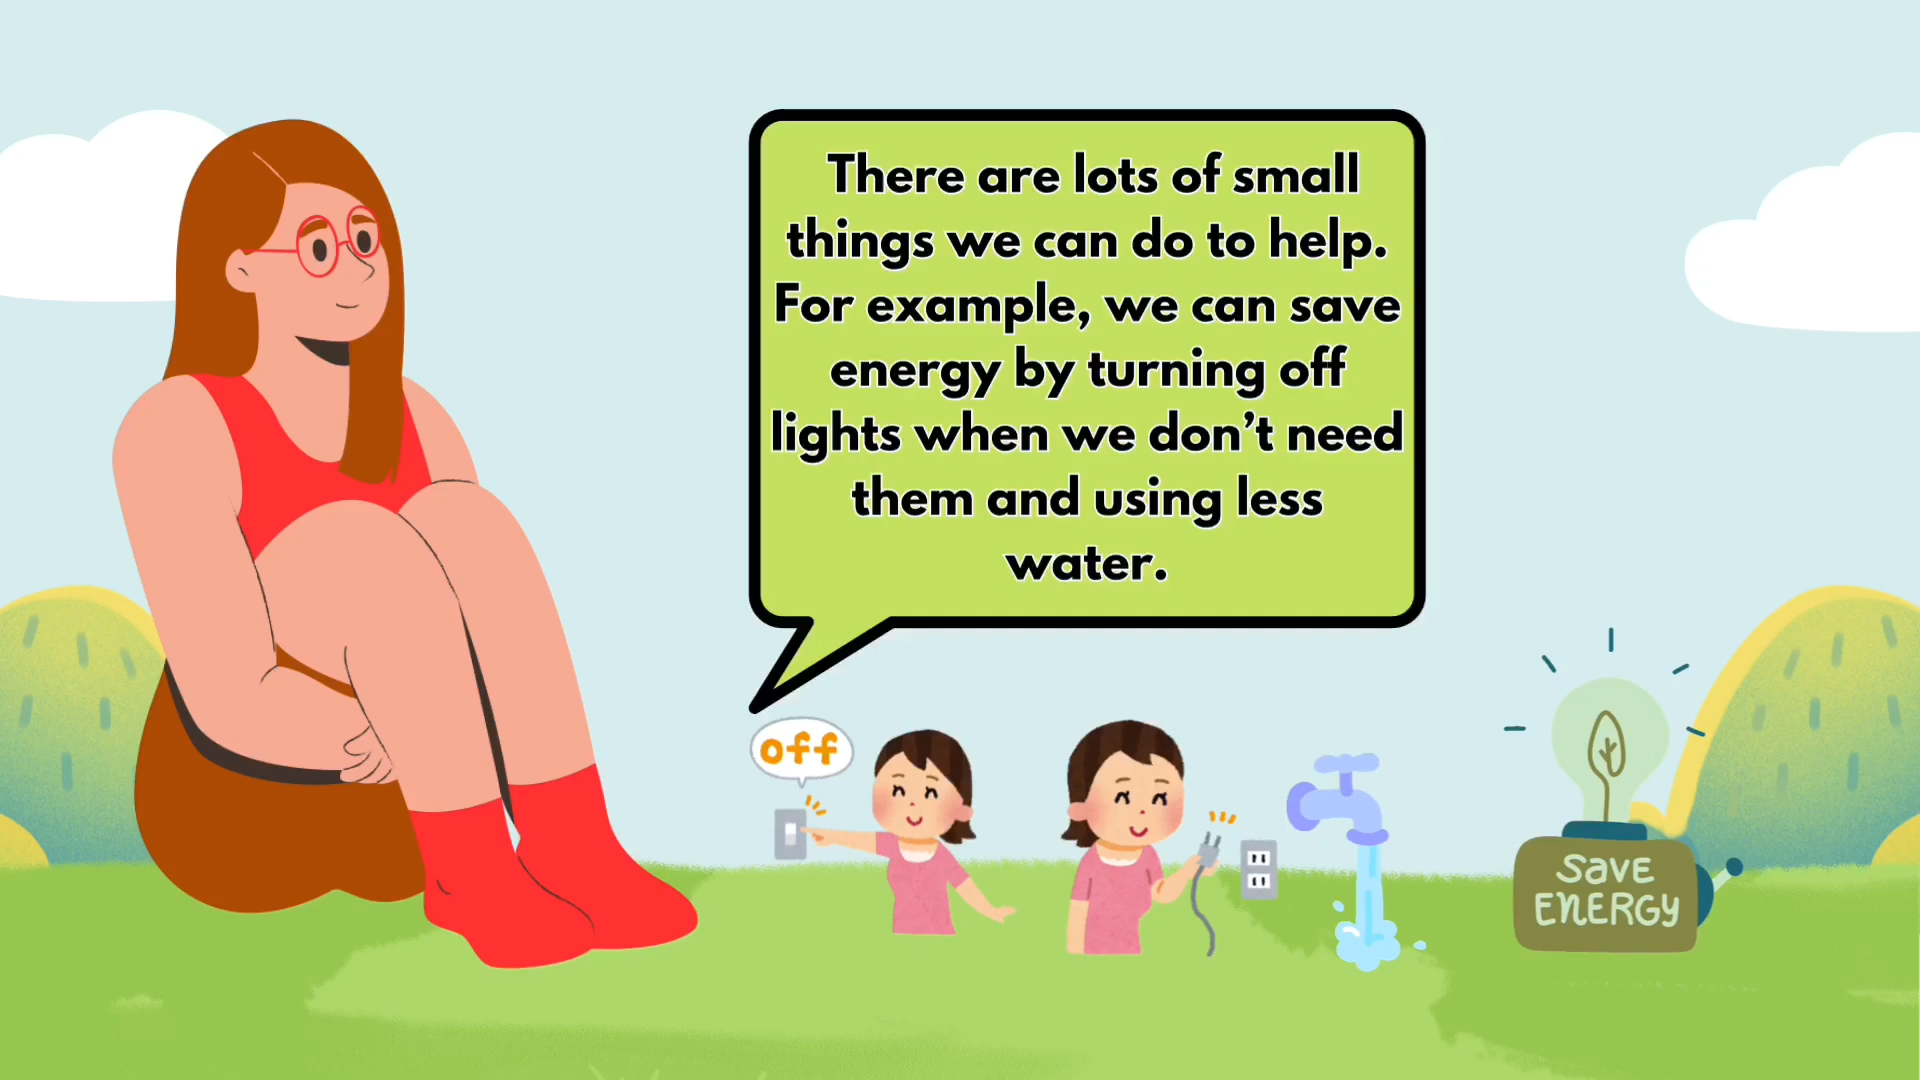 There are lots of small
things we can do to help.
For example, we can save
energy by turning off
lights when we don’t need
them and using less
water.
off
SAVE
ENERGY